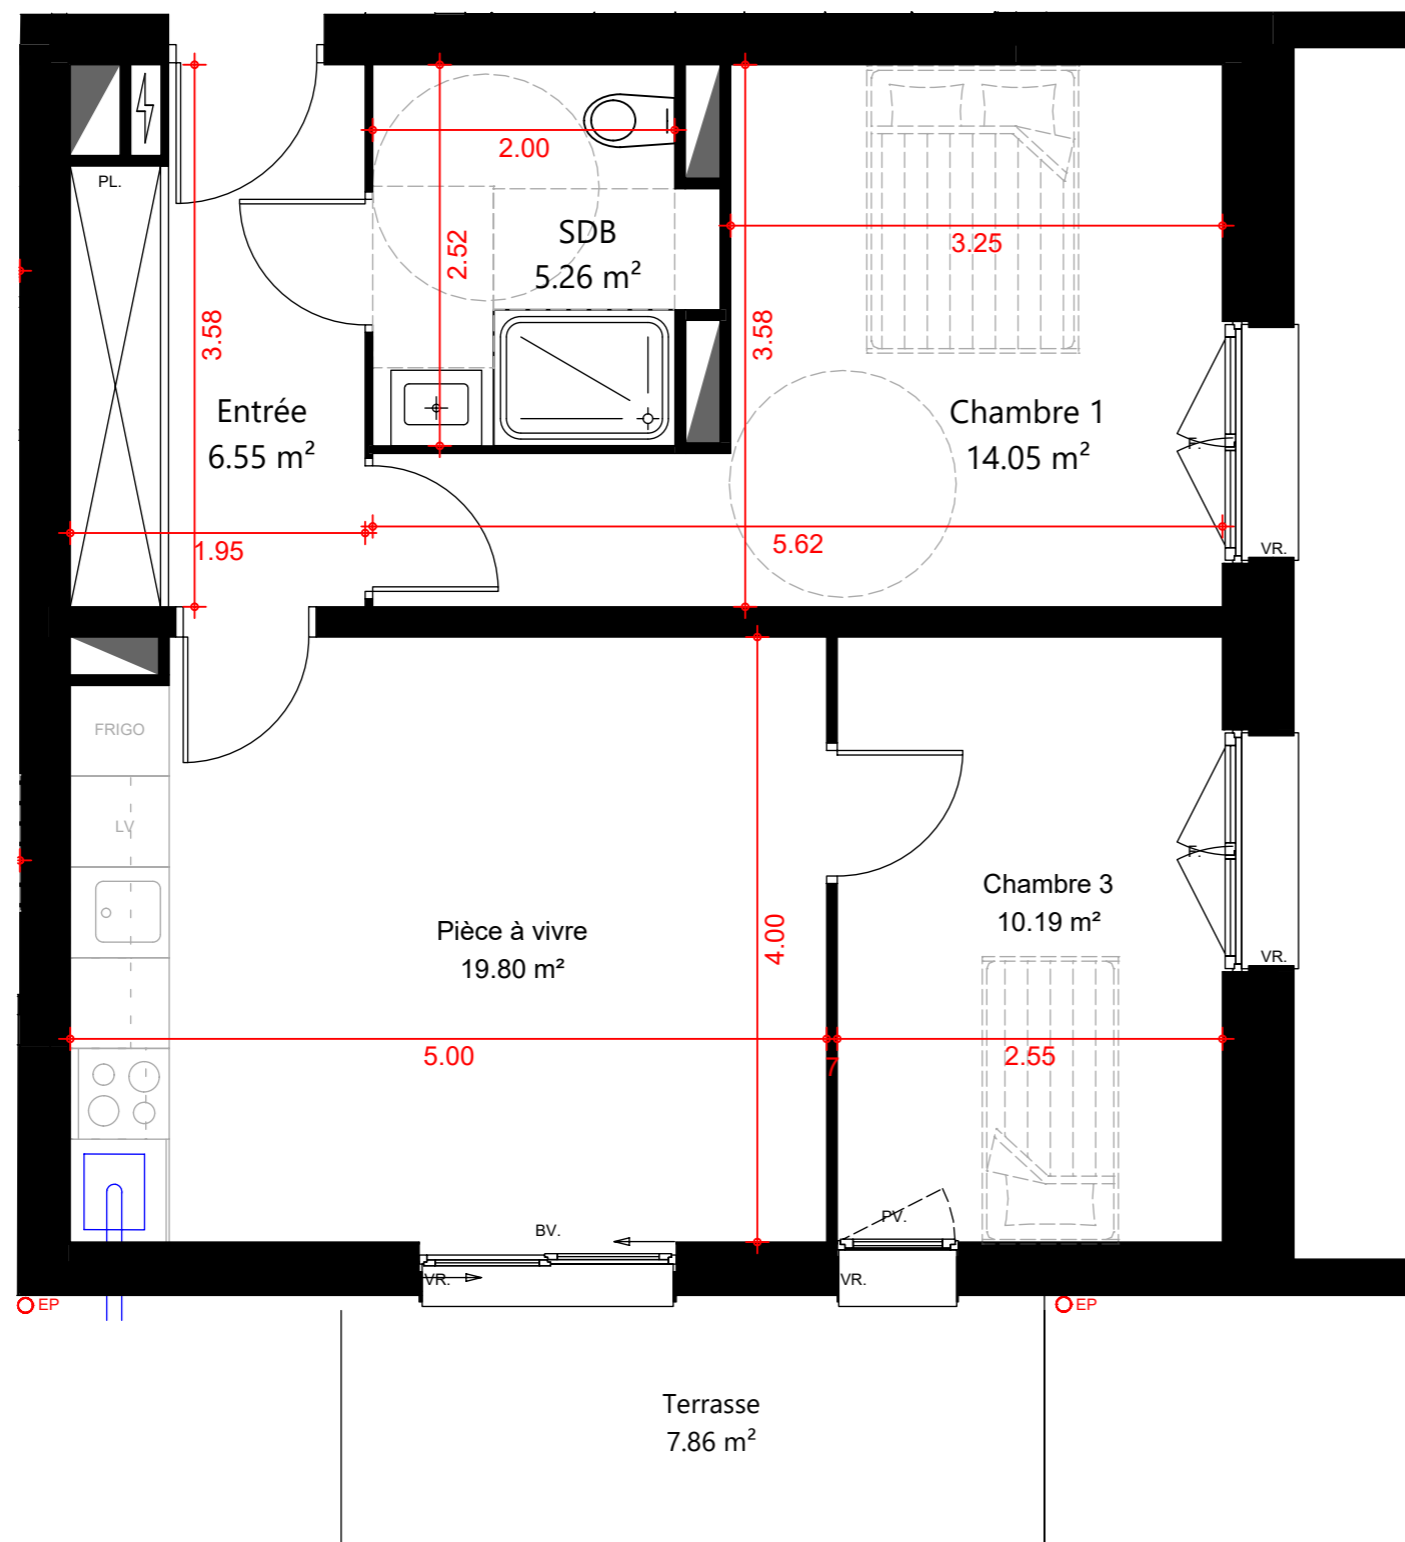 PL.
2.00
SDB
5.26 m²
2.52
3.25
3.58
3.58
Entrée
6.55 m²
Chambre 1
14.05 m²
F.
1.95
5.62
VR.
FRIGO
LV
Chambre 3
10.19 m²
F.
Pièce à vivre
19.80 m²
4.00
VR.
5.00
7
2.55
BV.
PV.
VR.
VR.
EP
EP
Terrasse
7.86 m²